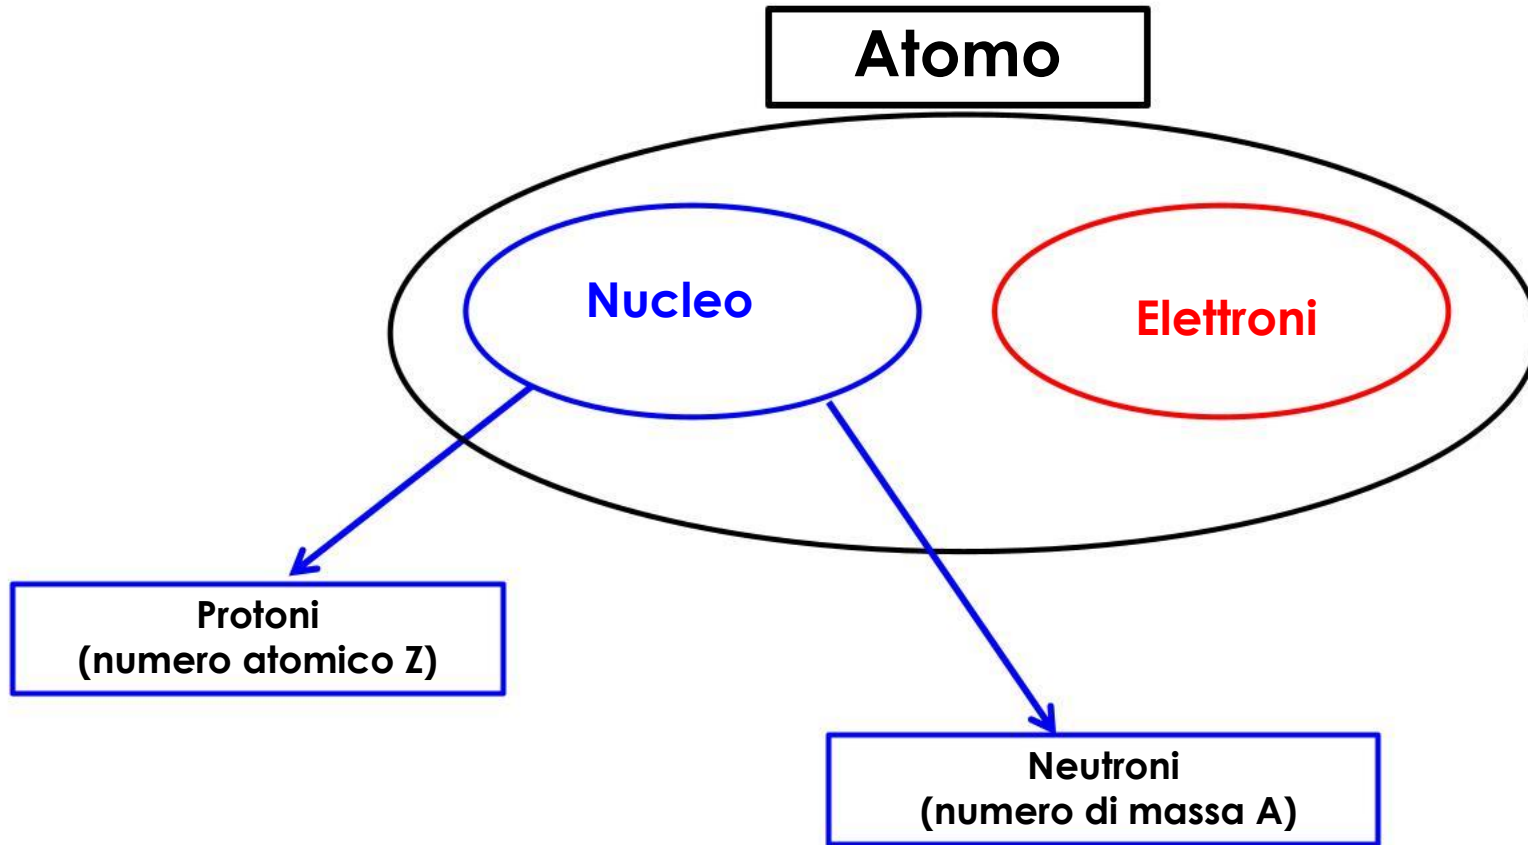 Atomo
Nucleo
Elettroni
Protoni
(numero atomico Z)
Neutroni
(numero di massa A)